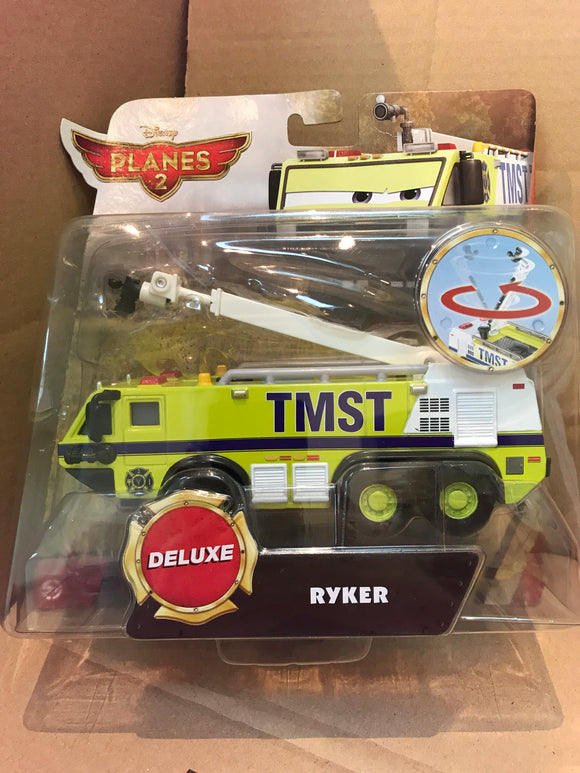 Disney
PLANES
2
TMST
TMST
TMST
DELUXE
RYKER